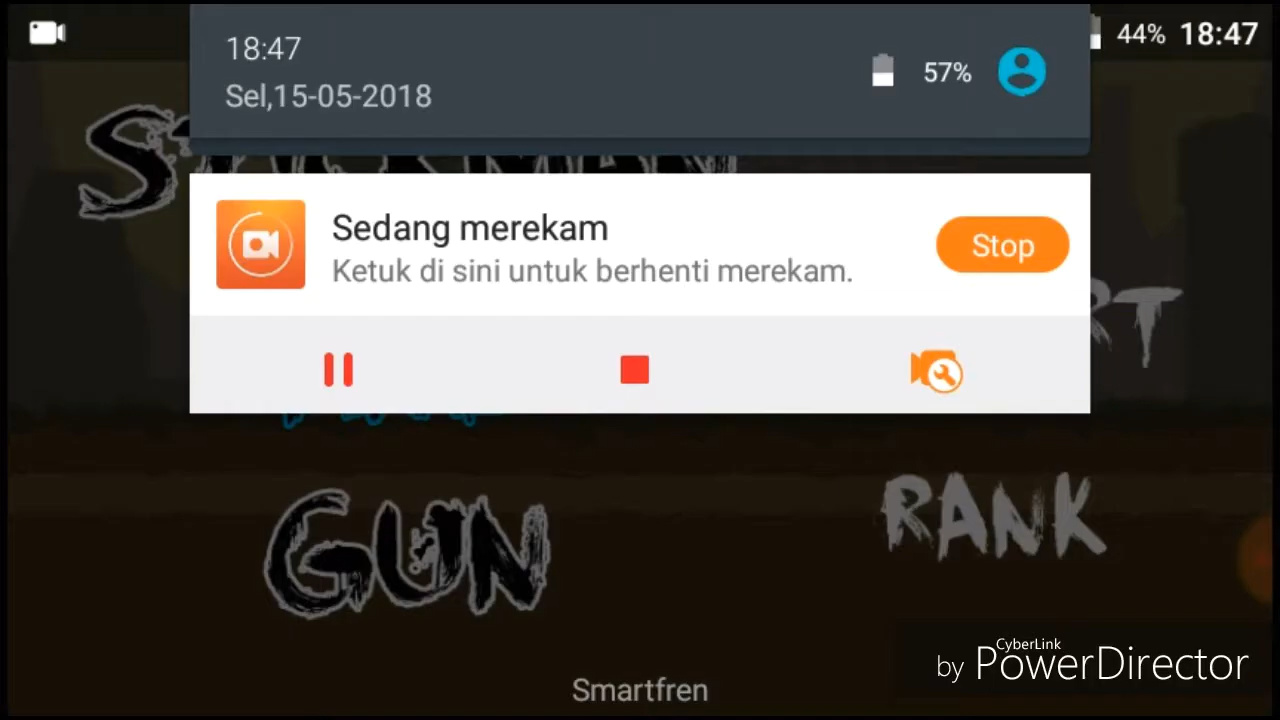 44% 18:47
18:47
57%
Sel,15-05-2018
Sedang merekam
Ketuk di sini untuk berhenti merekam.
Stop
GUN
RANK
CyberLink
by PowerDirector
Smartfren